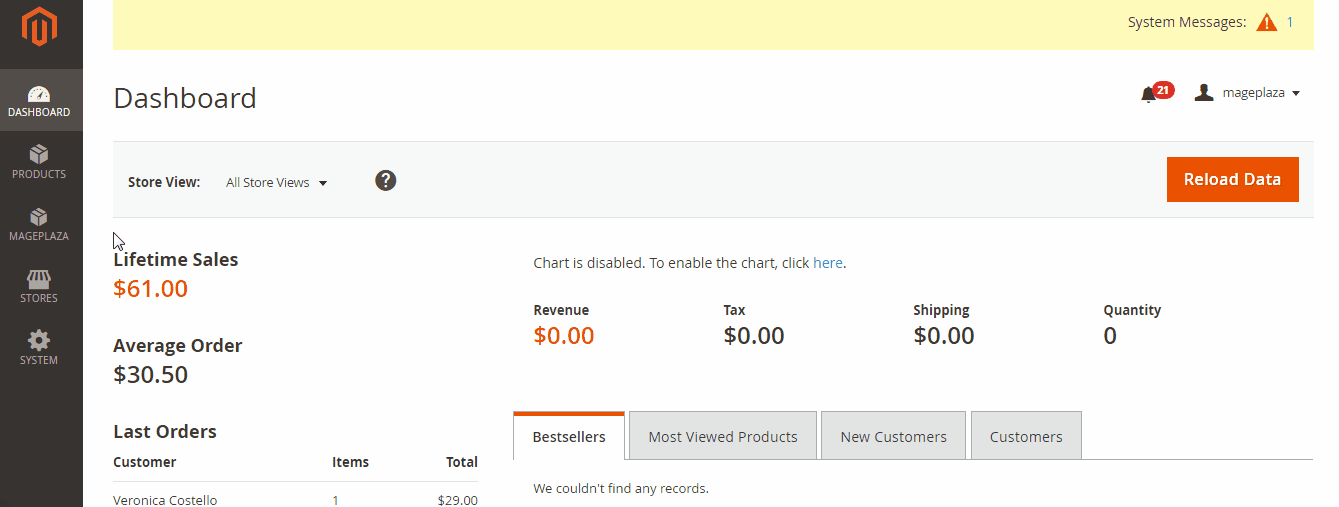 System Messages: 1
DASHBOARD
PRODUCTS
MAGEPLAZA
STORES
SYSTEM
Dashboard
21
mageplaza
Store View: All Store Views ?
Reload Data
Lifetime Sales
$61.00
Average Order
$30.50
Last Orders
Customer Items Total
Veronica Costello 1 $29.00
Chart is disabled. To enable the chart, click here.
Revenue Tax Shipping Quantity
$0.00 $0.00 $0.00 0
Bestsellers Most Viewed Products New Customers Customers
We couldn't find any records.